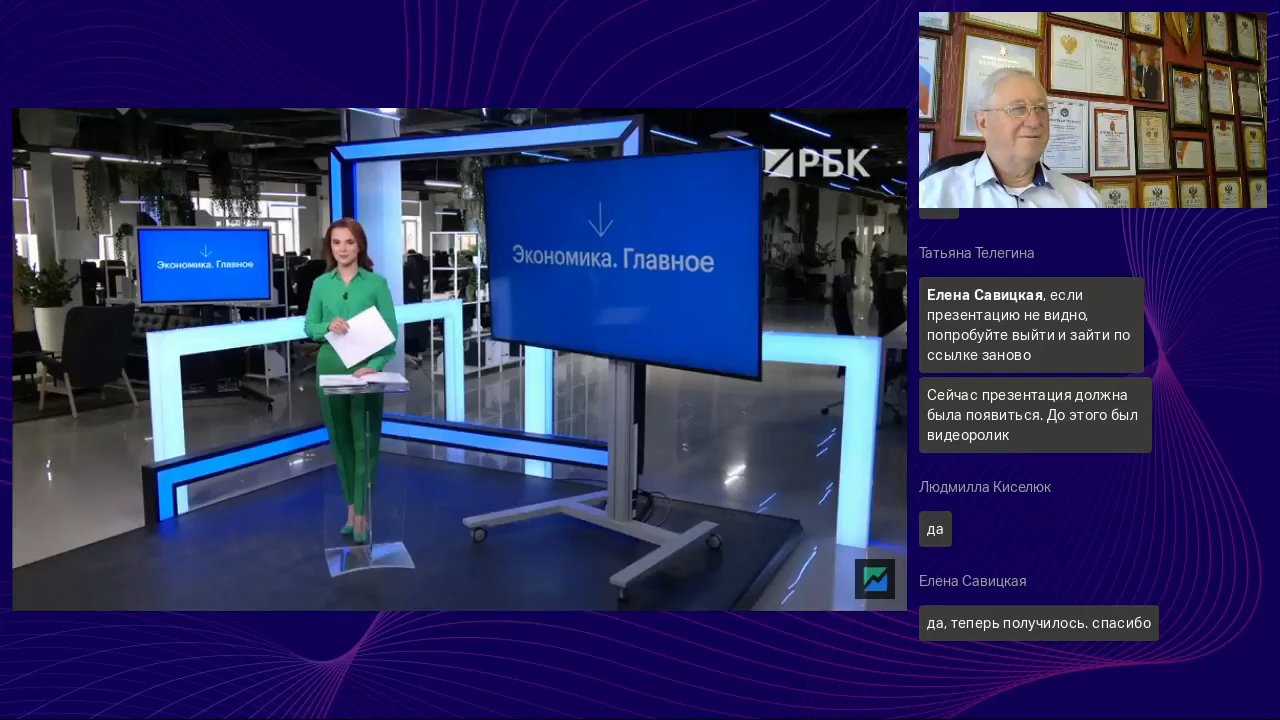 РБК
Экономика. Главное
Экономика. Главное
Татьяна Телегина
Елена Савицкая, если
презентацию не видно,
попробуйте выйти и зайти по
ссылке заново
Сейчас презентация должна
была появиться. До этого был
видеоролик
Людмилла Киселюк
да
Елена Савицкая
да, теперь получилось. спасибо